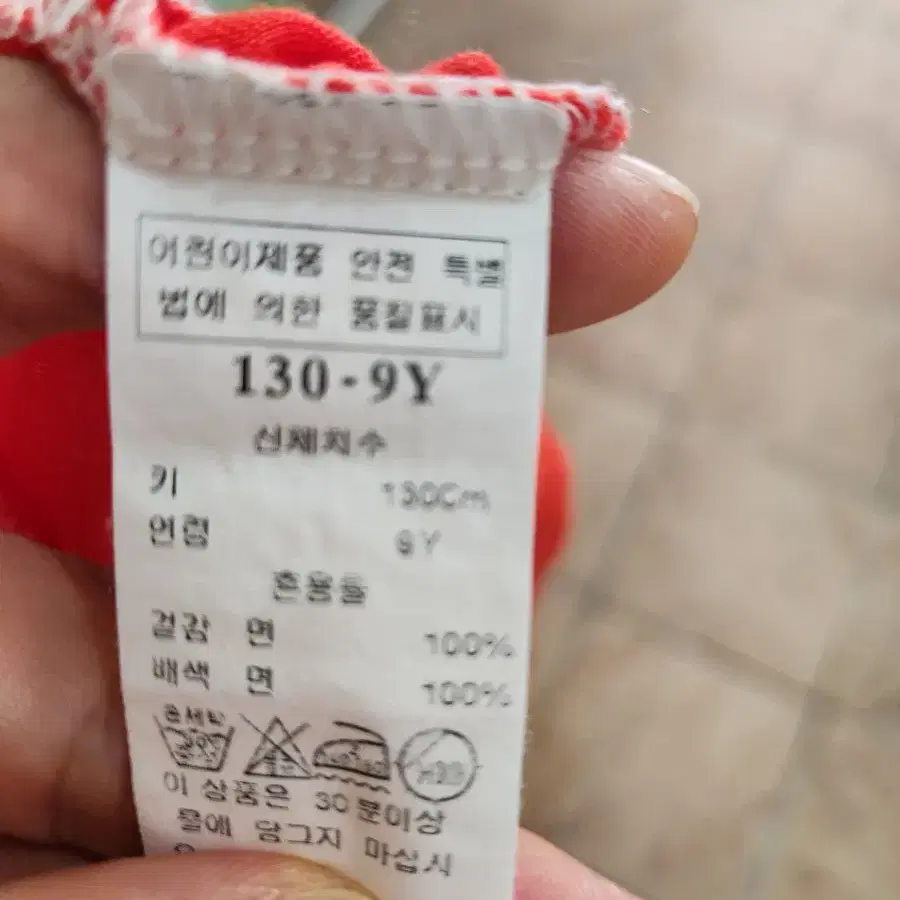 어린이제품 안전 특별
법에 의한 품질표시
130-9Y
신체치수
키 130Cm
연령 9Y
혼용율
겉감 면 100%
배색 면 100%
손세탁
이 상품은 30분이상
물에 담그지 마십시